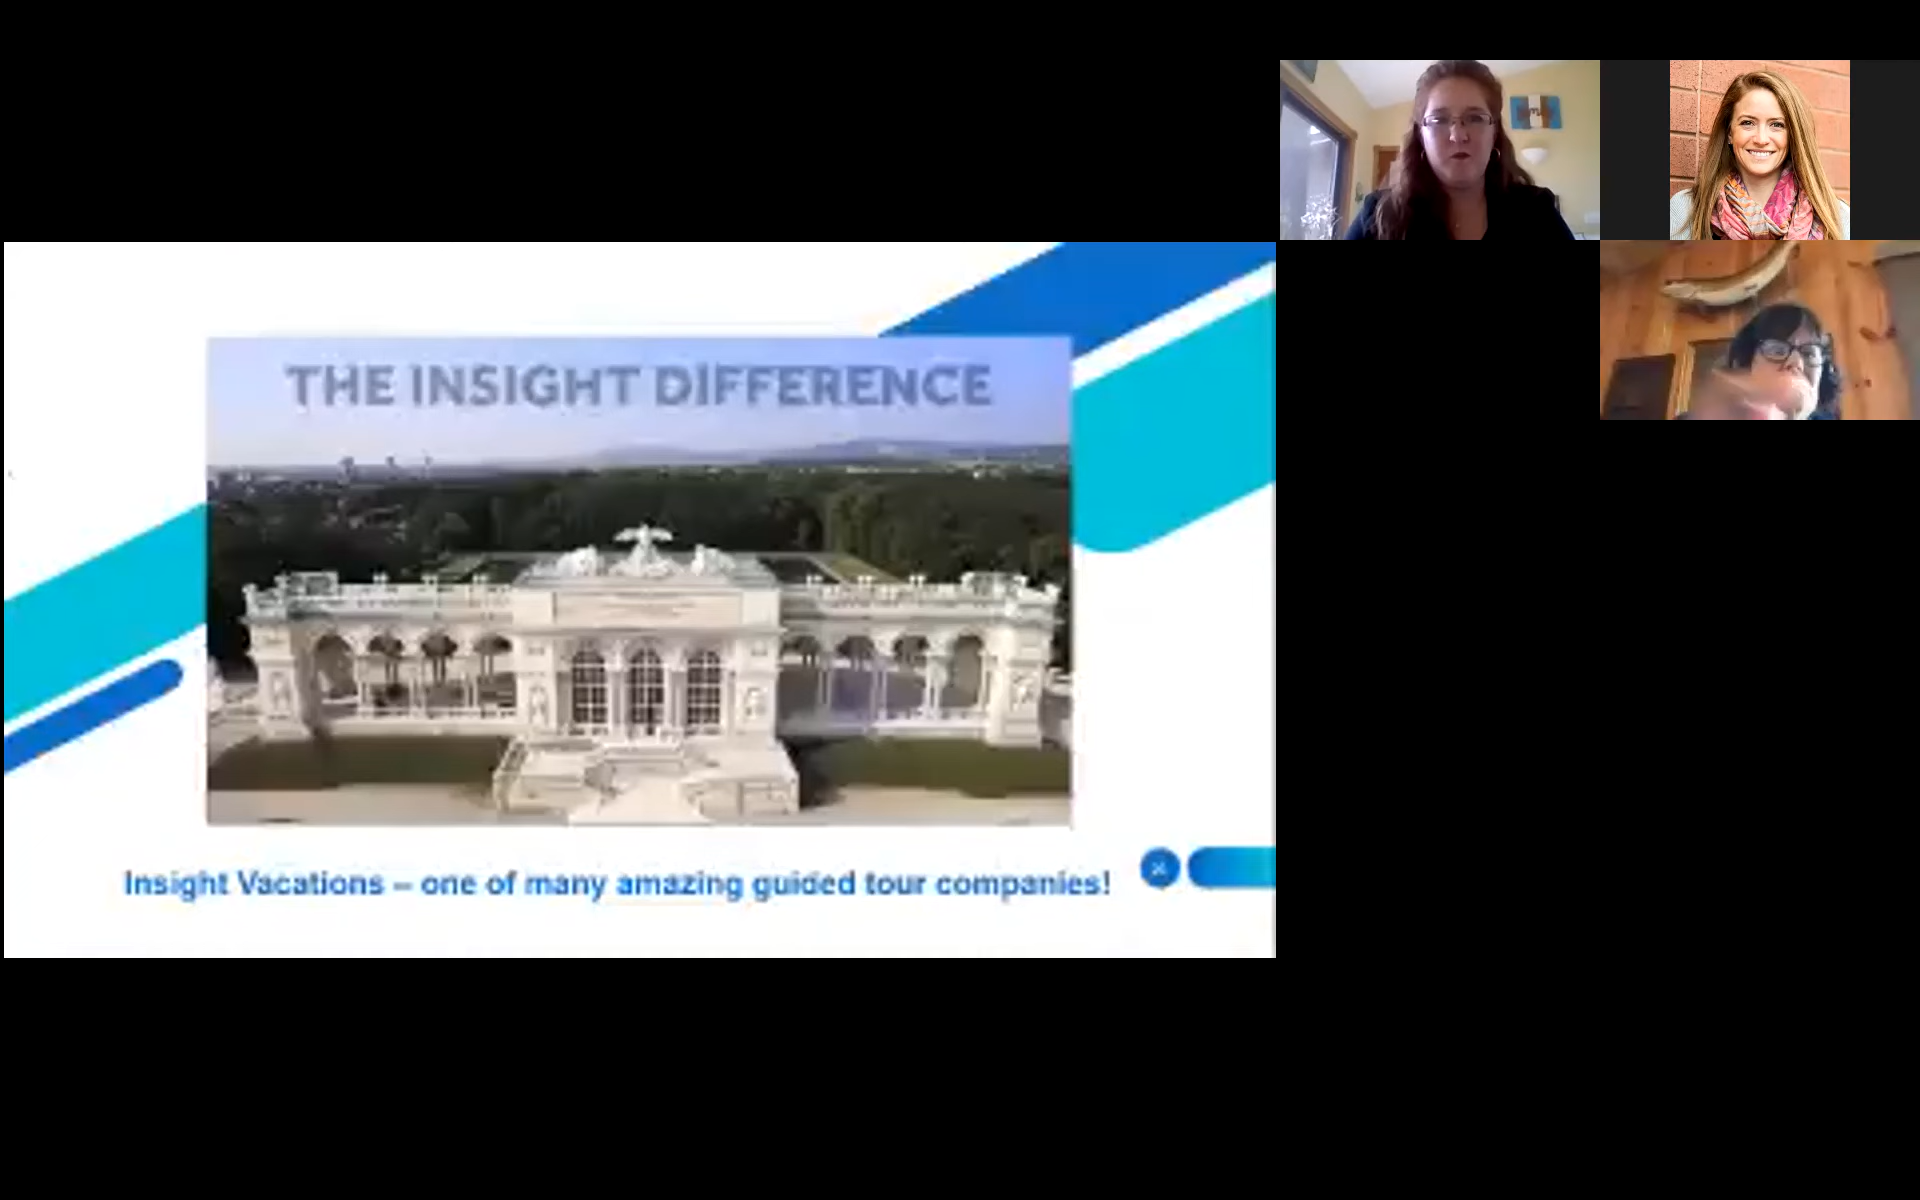 THE INSIGHT DIFFERENCE
Insight Vacations – one of many amazing guided tour companies!